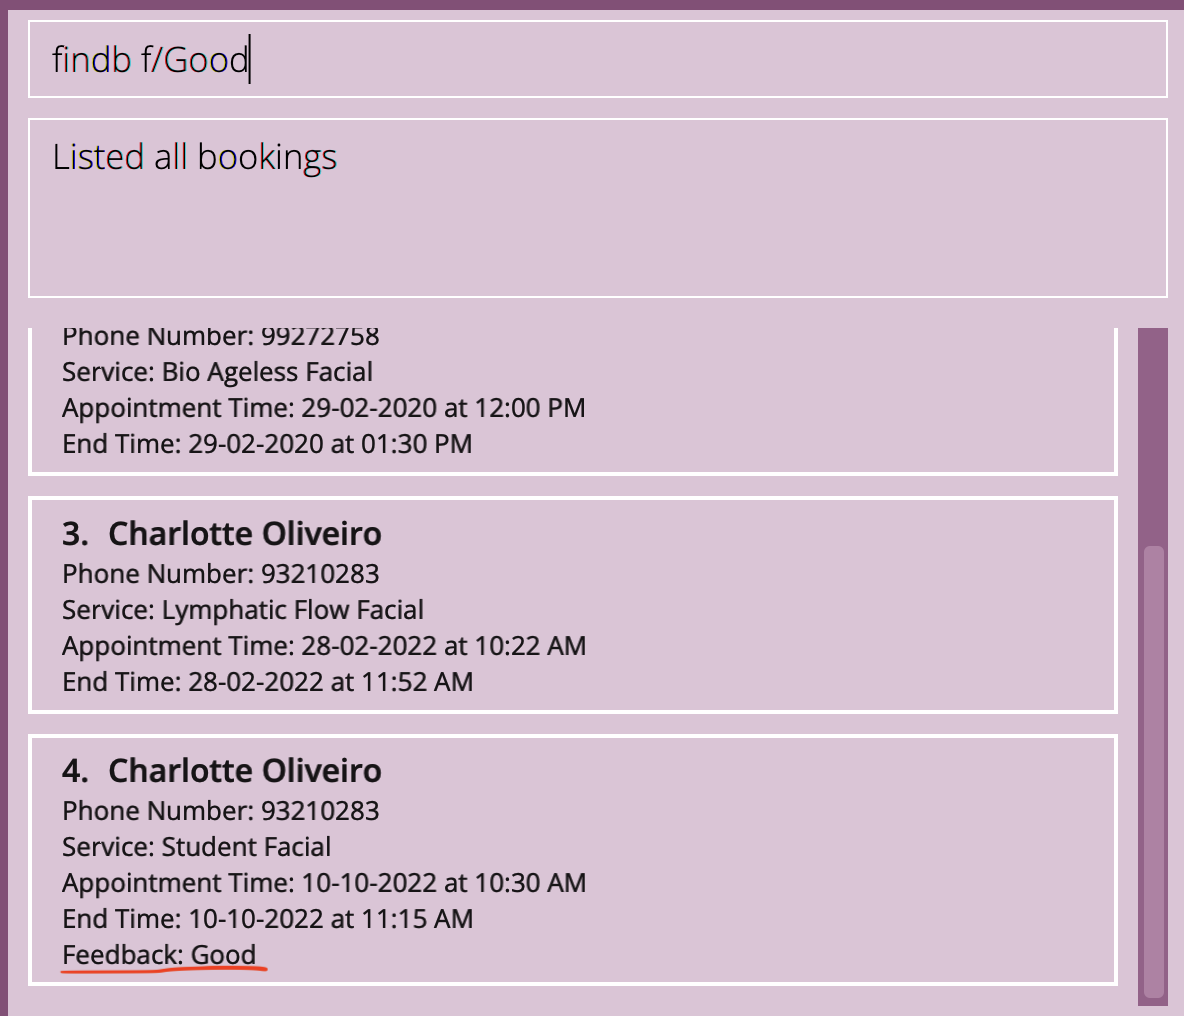 findb f/Good
Listed all bookings
Phone Number: 99272758
Service: Bio Ageless Facial
Appointment Time: 29-02-2020 at 12:00 PM
End Time: 29-02-2020 at 01:30 PM
3. Charlotte Oliveiro
Phone Number: 93210283
Service: Lymphatic Flow Facial
Appointment Time: 28-02-2022 at 10:22 AM
End Time: 28-02-2022 at 11:52 AM
4. Charlotte Oliveiro
Phone Number: 93210283
Service: Student Facial
Appointment Time: 10-10-2022 at 10:30 AM
End Time: 10-10-2022 at 11:15 AM
Feedback: Good